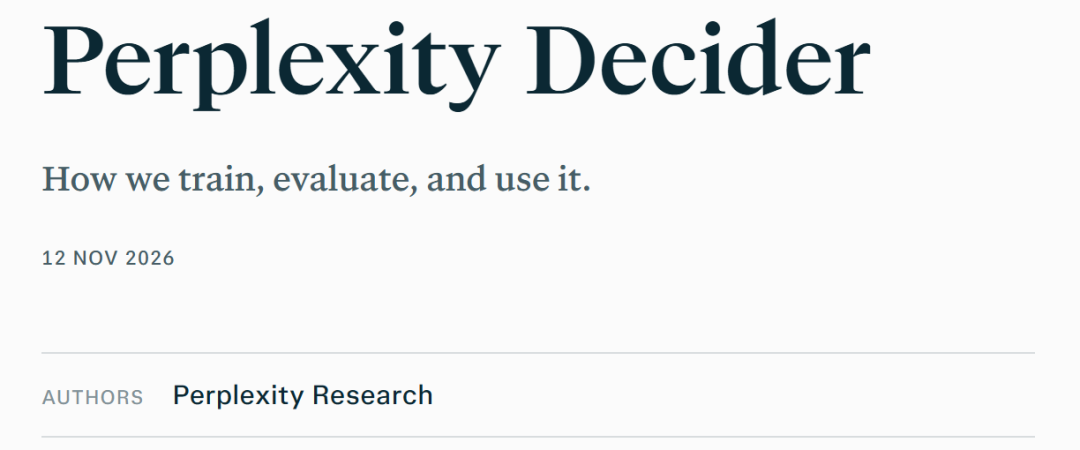 Perplexity Decider
How we train, evaluate, and use it.
12 NOV 2026
AUTHORS Perplexity Research